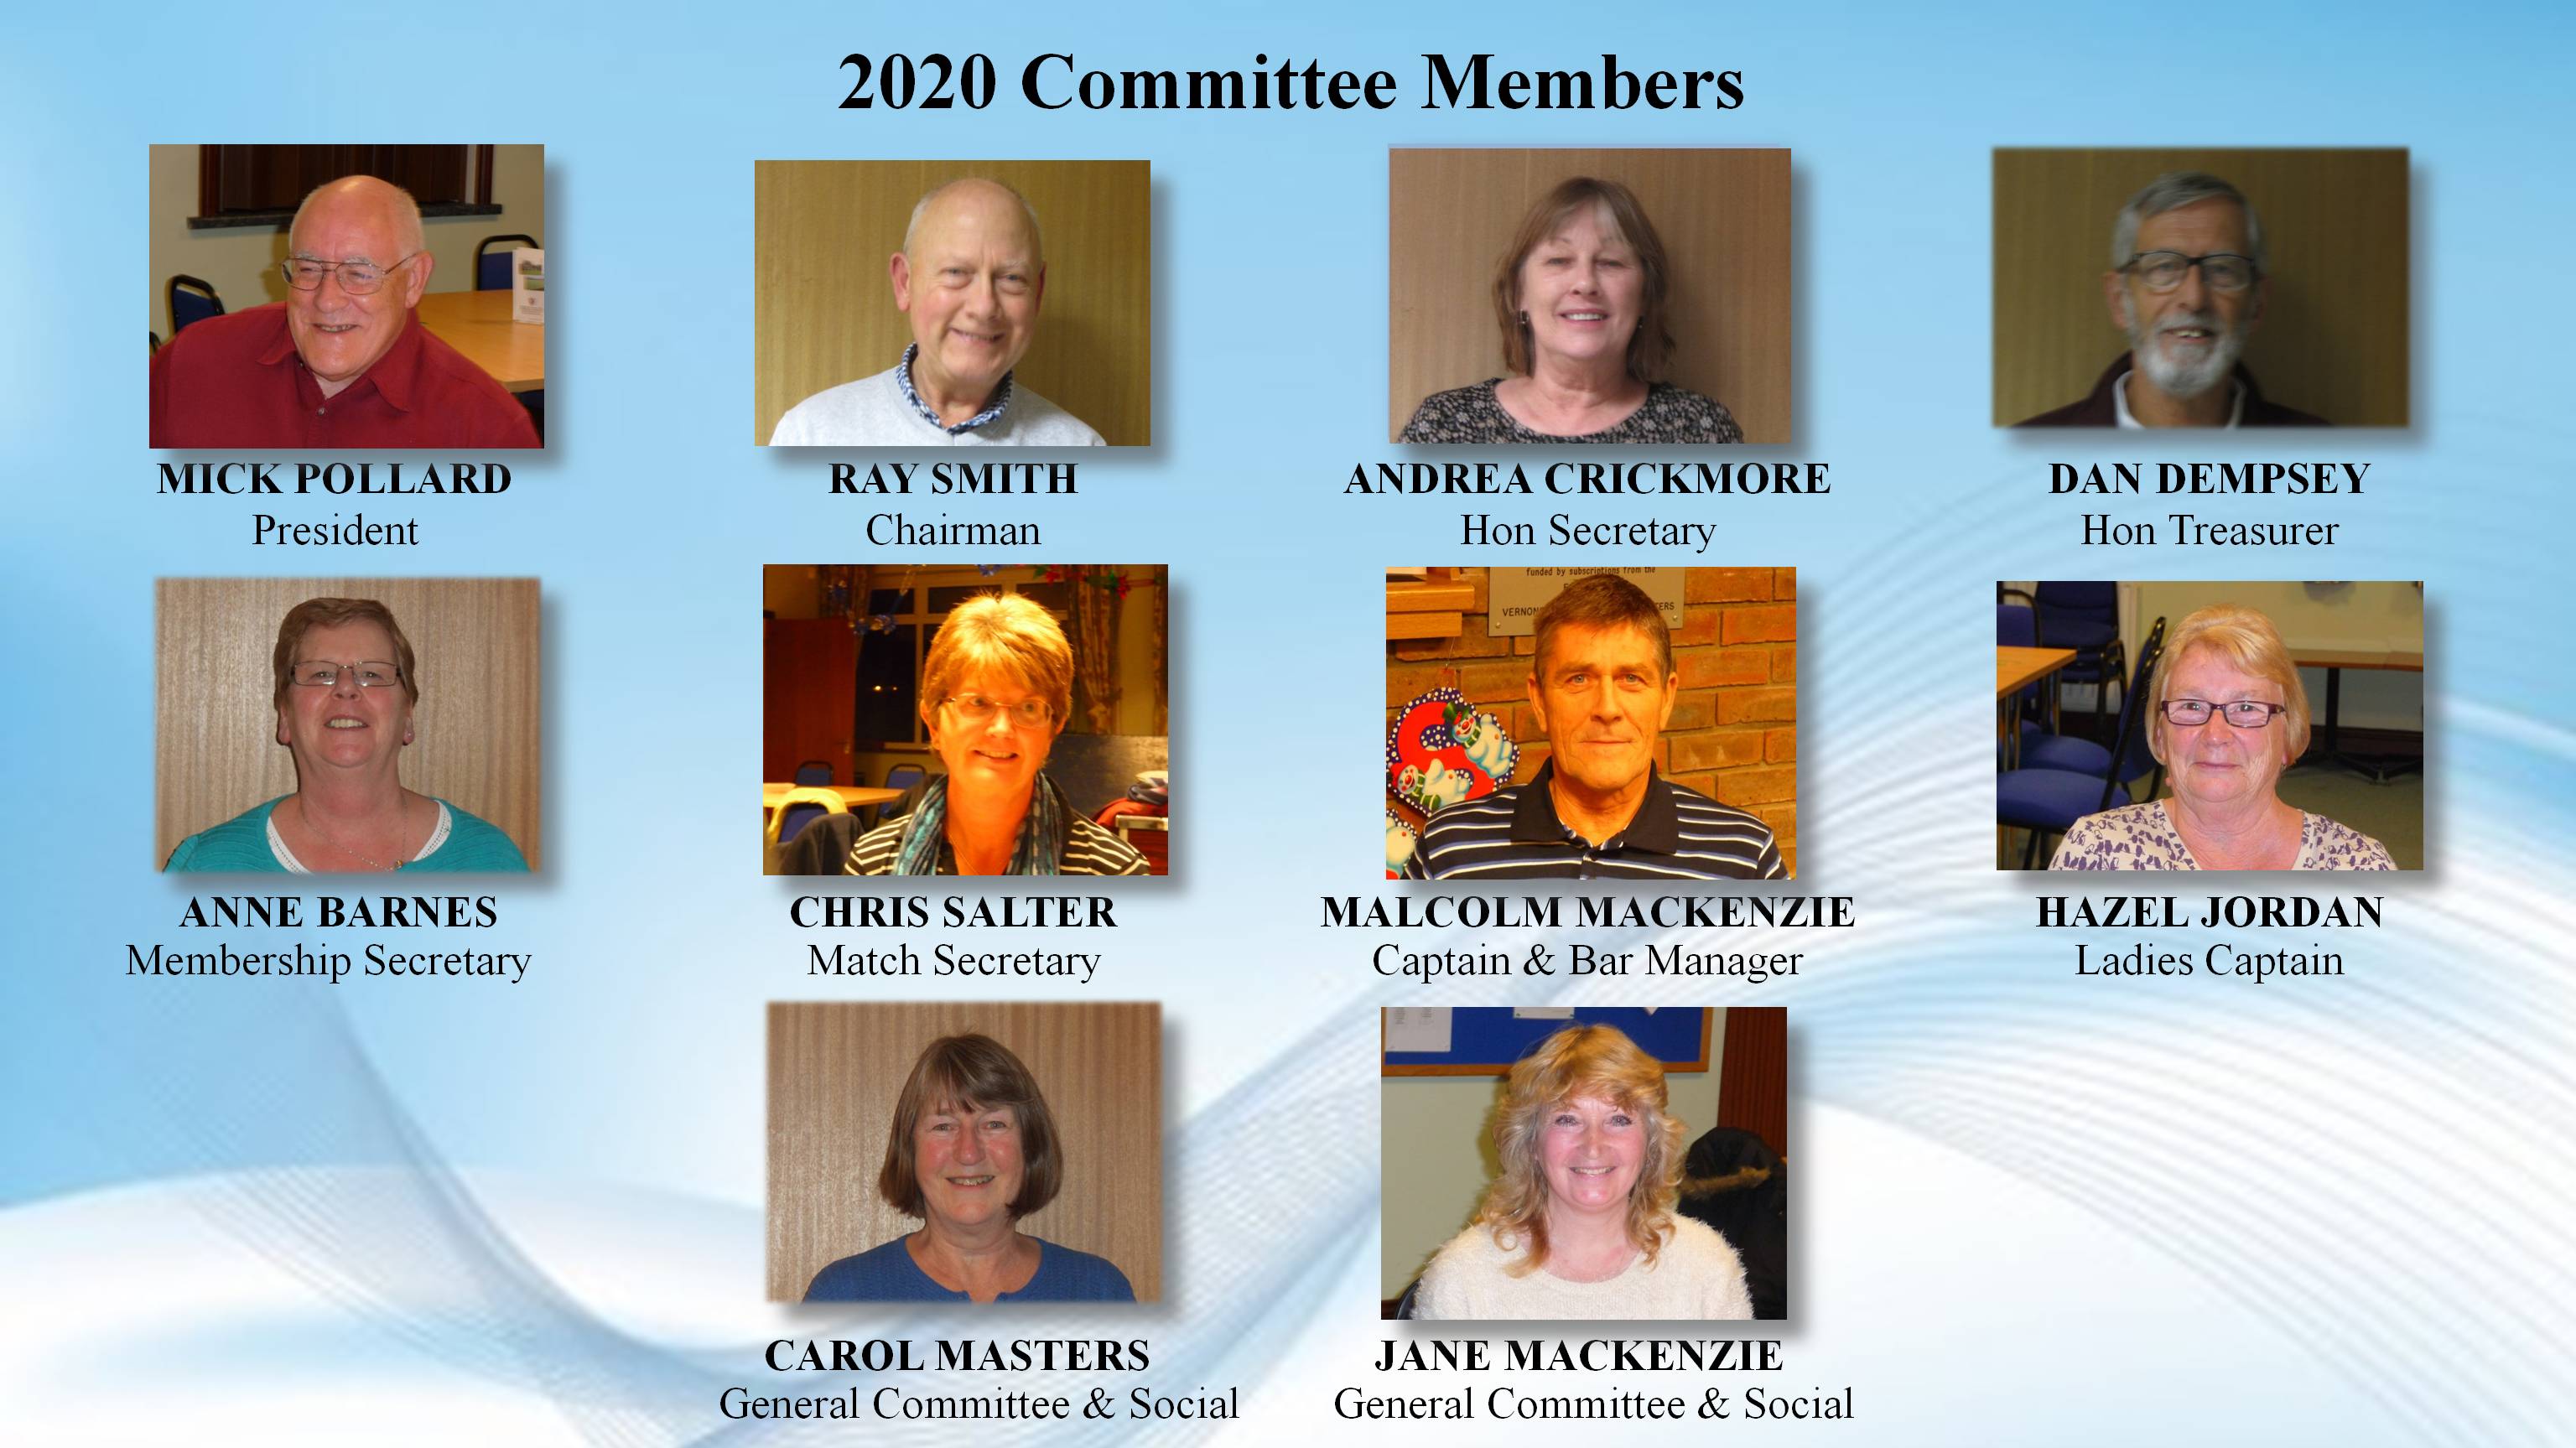 2020 Committee Members
MICK POLLARD
President
RAY SMITH
Chairman
ANDREA CRICKMORE
Hon Secretary
DAN DEMPSEY
Hon Treasurer
funded by subscriptions from the
VERNON
ERS
ANNE BARNES
Membership Secretary
CHRIS SALTER
Match Secretary
MALCOLM MACKENZIE
Captain & Bar Manager
HAZEL JORDAN
Ladies Captain
CAROL MASTERS
General Committee & Social
JANE MACKENZIE
General Committee & Social